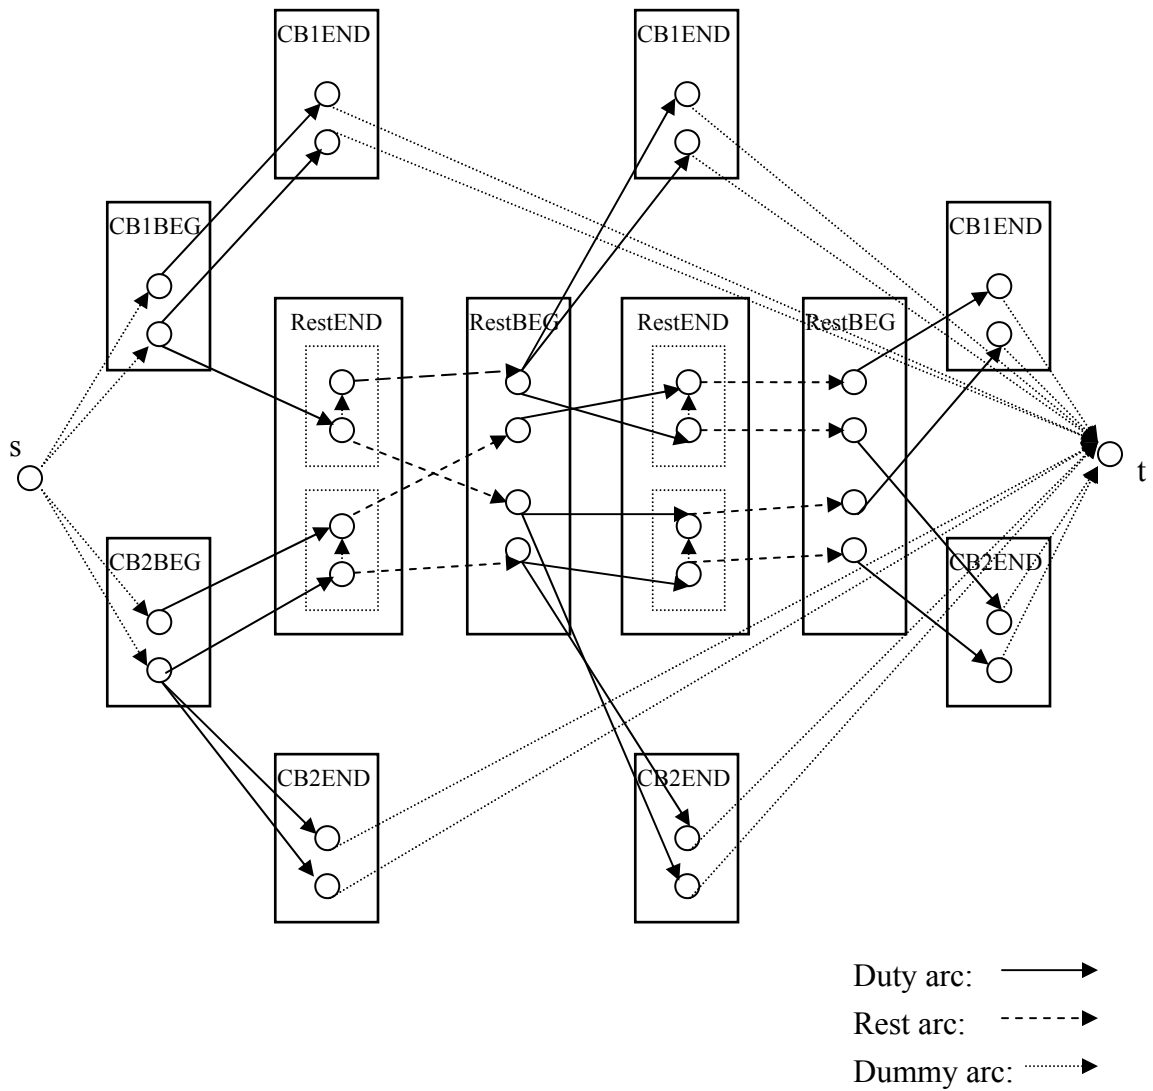 CB1END
CB1END
CB1BEG
CB1END
RestEND
RestBEG
RestEND
RestBEG
s
t
CB2BEG
CB2END
CB2END
CB2END
Duty arc:
Rest arc:
Dummy arc: